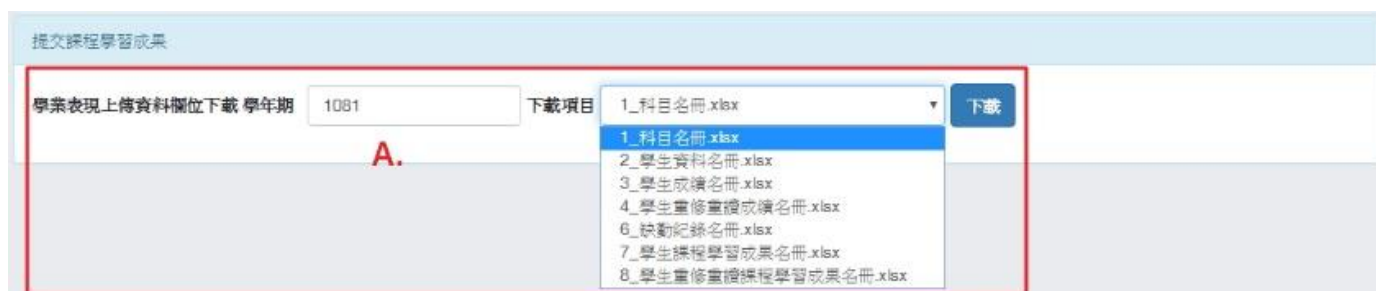 提交課程學習成果
學業表現上傳資料欄位下載 學年期 1081 下載項目 1_科目名冊.xlsx 下載
A.
1_科目名冊.xlsx
2_學生資料名冊.xlsx
3_學生成績名冊.xlsx
4_學生重修重讀成績名冊.xlsx
6_缺勤紀錄名冊.xlsx
7_學生課程學習成果名冊.xlsx
8_學生重修重讀課程學習成果名冊.xlsx